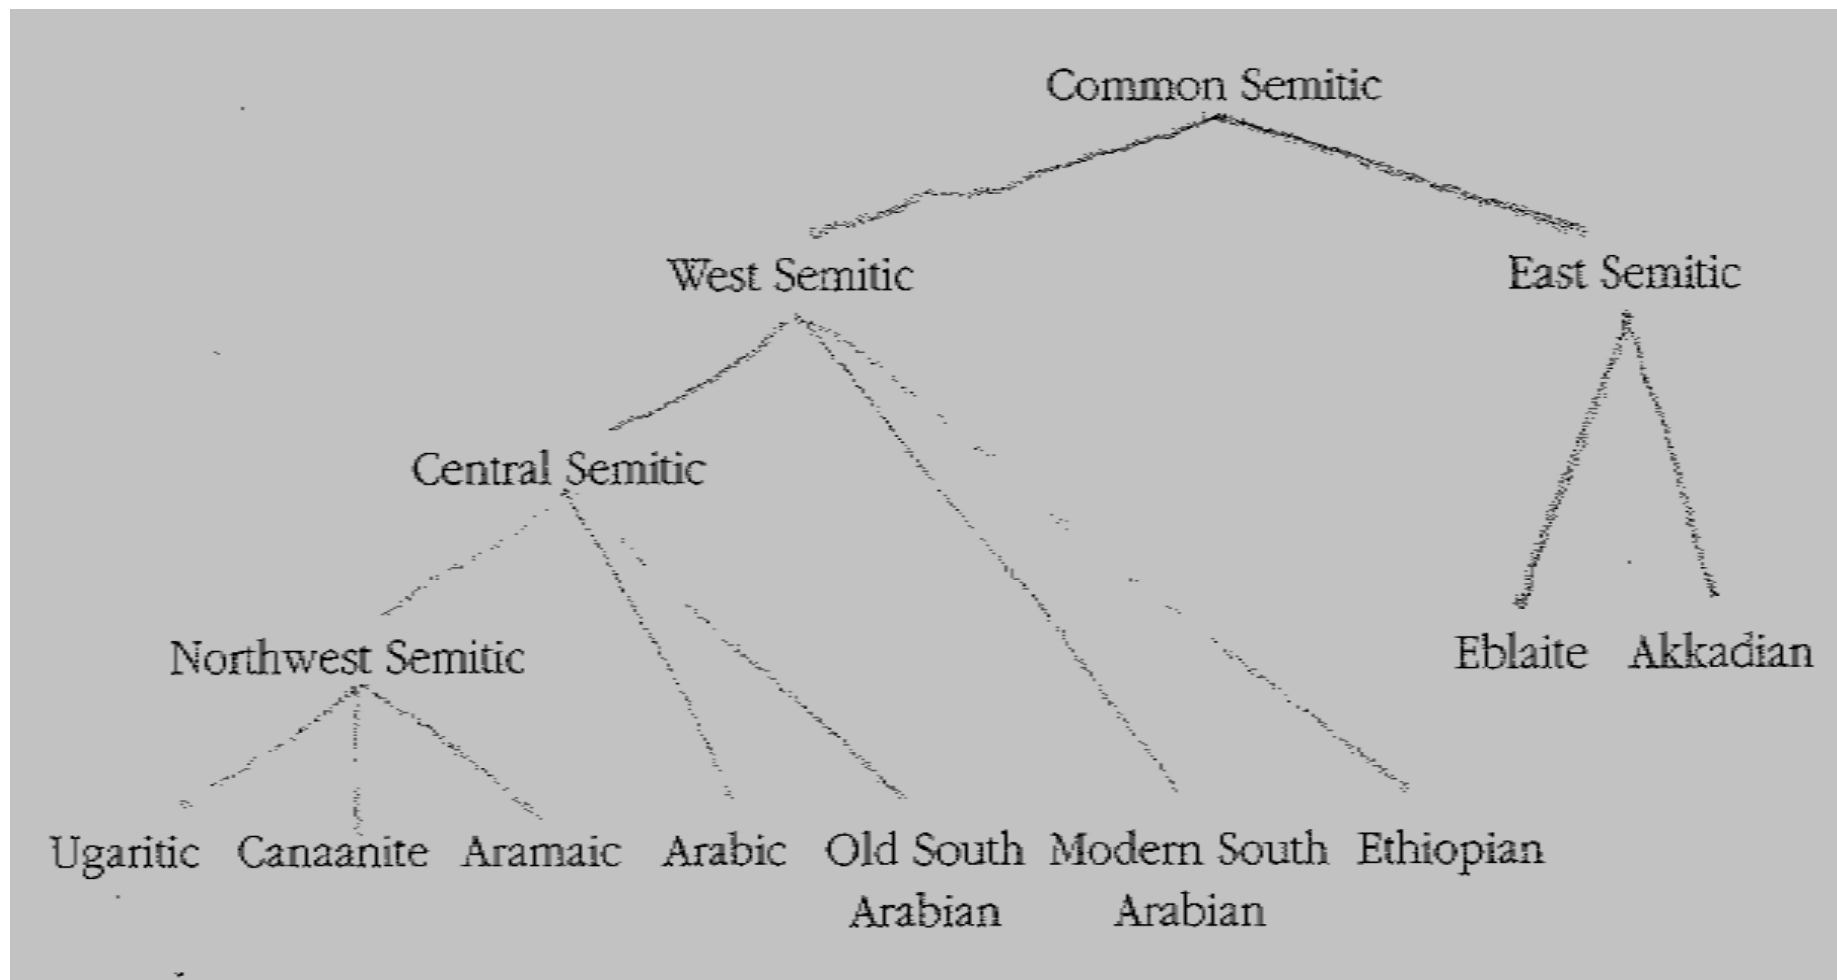 Common Semitic
West Semitic
East Semitic
Central Semitic
Northwest Semitic
Eblaite
Akkadian
Ugaritic
Canaanite
Aramaic
Arabic
Old South
Arabian
Modern South
Arabian
Ethiopian